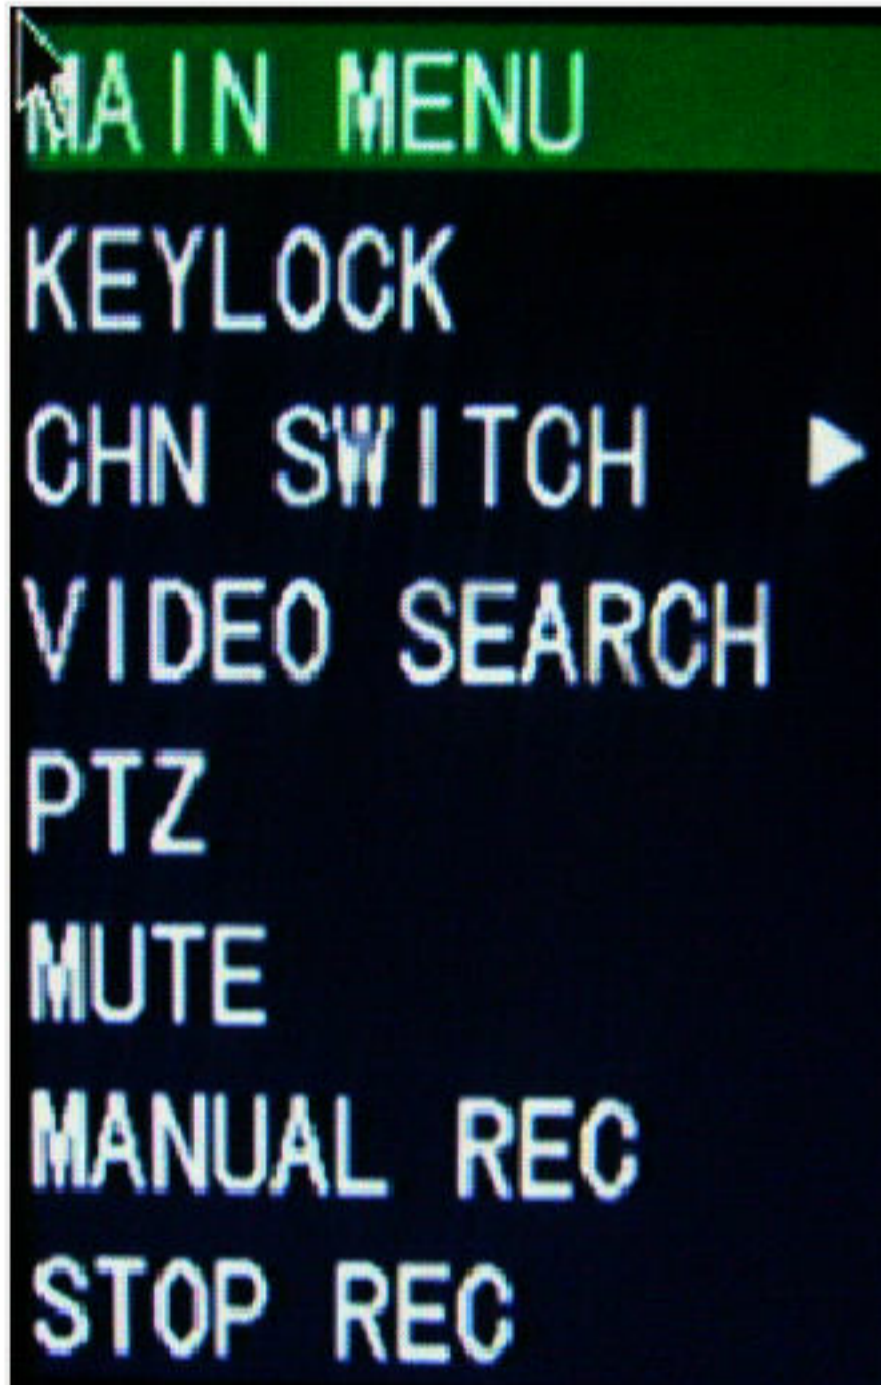 MAIN MENU
KEYLOCK
CHN SWITCH
VIDEO SEARCH
PTZ
MUTE
MANUAL REC
STOP REC